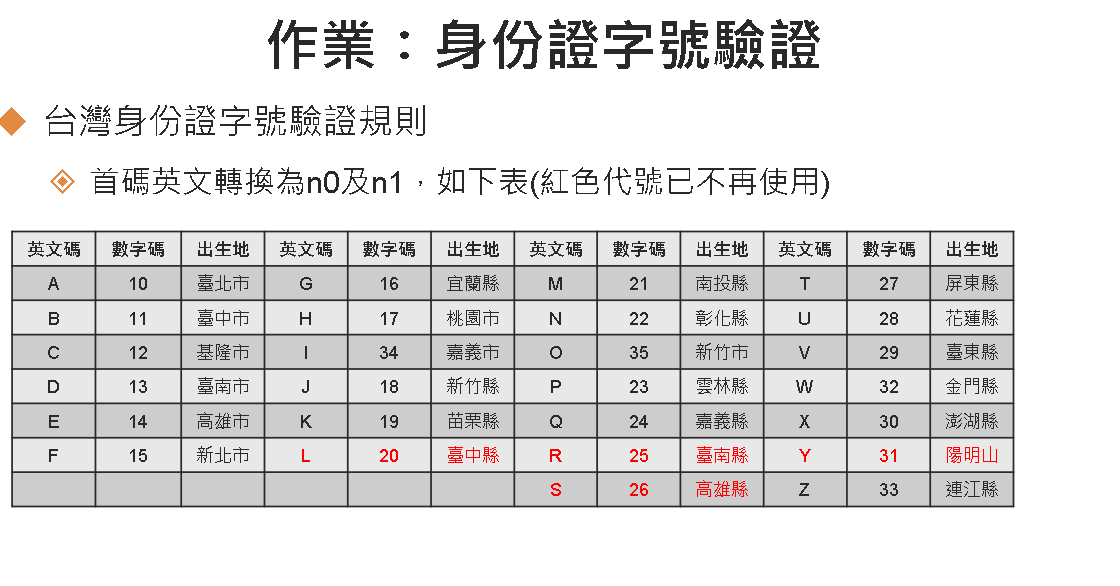 作業：身份證字號驗證
台灣身份證字號驗證規則
首碼英文轉換為n0及n1，如下表(紅色代號已不再使用)
英文碼 數字碼 出生地 英文碼 數字碼 出生地 英文碼 數字碼 出生地 英文碼 數字碼 出生地
A 10 臺北市 G 16 宜蘭縣 M 21 南投縣 T 27 屏東縣
B 11 臺中市 H 17 桃園市 N 22 彰化縣 U 28 花蓮縣
C 12 基隆市 I 34 嘉義市 O 35 新竹市 V 29 臺東縣
D 13 臺南市 J 18 新竹縣 P 23 雲林縣 W 32 金門縣
E 14 高雄市 K 19 苗栗縣 Q 24 嘉義縣 X 30 澎湖縣
F 15 新北市 L 20 臺中縣 R 25 臺南縣 Y 31 陽明山
S 26 高雄縣 Z 33 連江縣